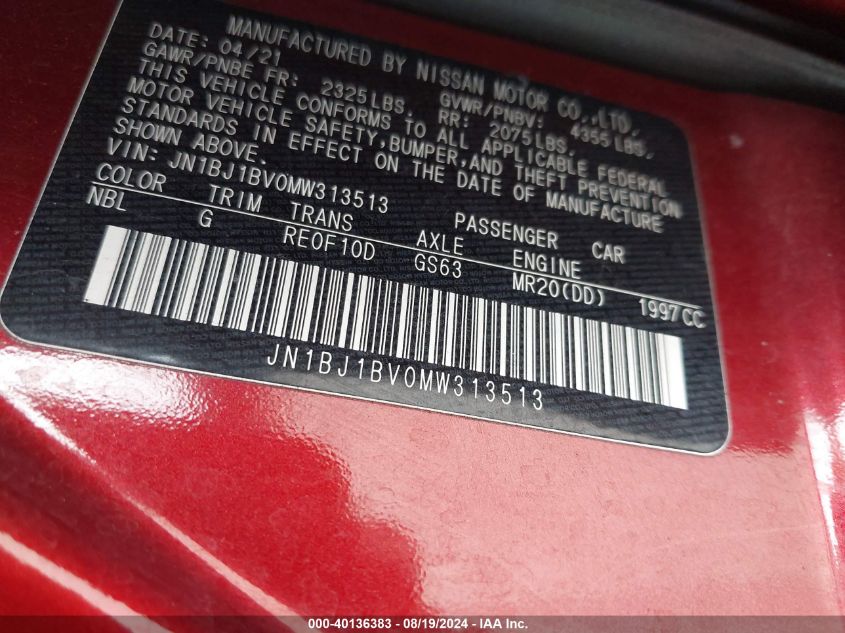 MANUFACTURED BY NISSAN MOTOR CO.,LTD.
DATE: 04/21 GVWR/PNBV: 4355LBS,
GAWR/PNBE FR: 2325LBS, RR: 2075LBS,
THIS VEHICLE CONFORMS TO ALL APPLICABLE FEDERAL
MOTOR VEHICLE SAFETY,BUMPER,AND THEFT PREVENTION
STANDARDS IN EFFECT ON THE DATE OF MANUFACTURE
SHOWN ABOVE.
VIN: JN1BJ1BV0MW313513 PASSENGER CAR
COLOR TRIM TRANS AXLE ENGINE
NBL G RE0F10D GS63 MR20(DD) 1997CC
JN1BJ1BV0MW313513
000-40136383 - 08/19/2024 - IAA Inc.